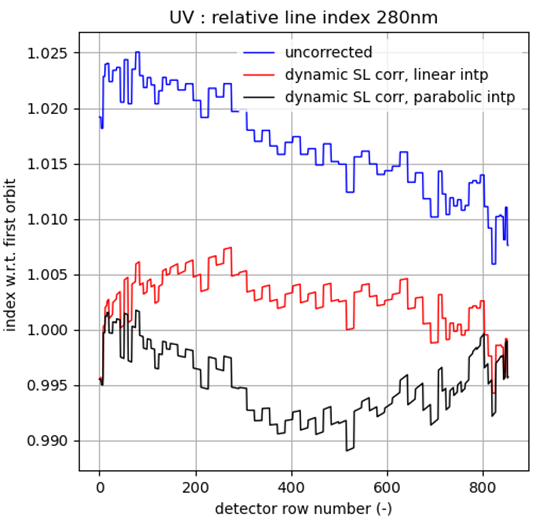 UV : relative line index 280nm
uncorrected
dynamic SL corr, linear intp
dynamic SL corr, parabolic intp
index w.r.t. first orbit
1.025
1.020
1.015
1.010
1.005
1.000
0.995
0.990
0 200 400 600 800
detector row number (-)